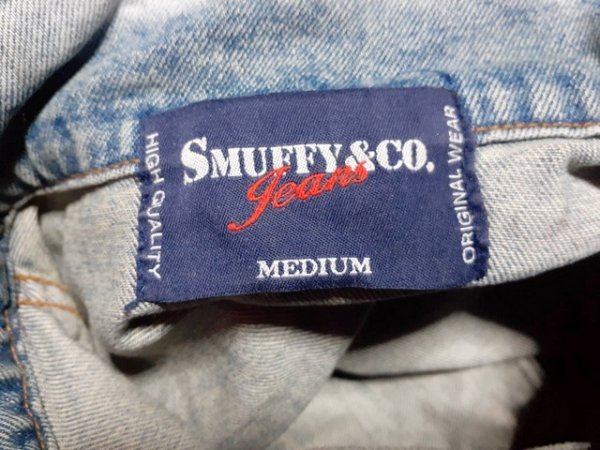 SMUFFY&CO.
Jeans
MEDIUM
HIGH QUALITY
ORIGINAL WEAR